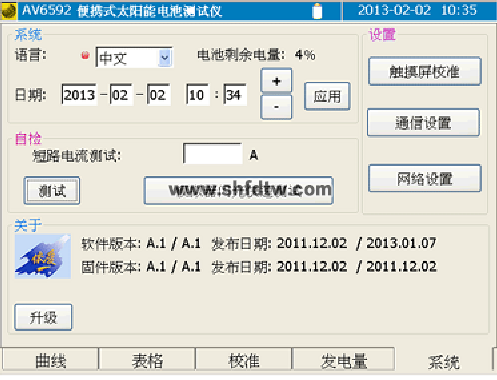 AV6592 便携式太阳能电池测试仪 2013-02-02 10:35
系统
语言: 中文 电池剩余电量: 4%
日期: 2013-02-02 10:34 + - 应用
自检
短路电流测试: A
测试
www.shfdtw.com
关于
软件版本: A.1 / A.1 发布日期: 2011.12.02 / 2013.01.07
固件版本: A.1 / A.1 发布日期: 2011.12.02 / 2011.12.02
升级
设置
触摸屏校准
通信设置
网络设置
曲线 表格 校准 发电量 系统